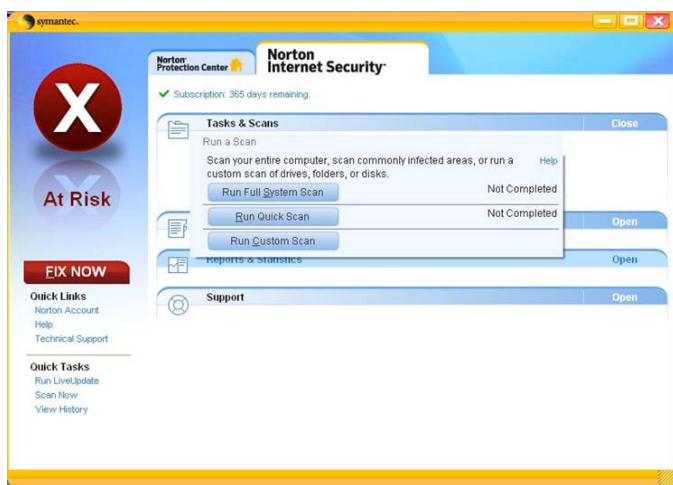 symantec.
Norton
Protection Center
Norton
Internet Security
Subscription: 365 days remaining.
Tasks & Scans
Close
Run a Scan
Scan your entire computer, scan commonly infected areas, or run a
custom scan of drives, folders, or disks.
Help
Run Full System Scan
Not Completed
Run Quick Scan
Not Completed
Run Custom Scan
Open
Reports & Statistics
Open
Support
Open
X
At Risk
FIX NOW
Quick Links
Norton Account
Help
Technical Support
Quick Tasks
Run LiveUpdate
Scan Now
View History